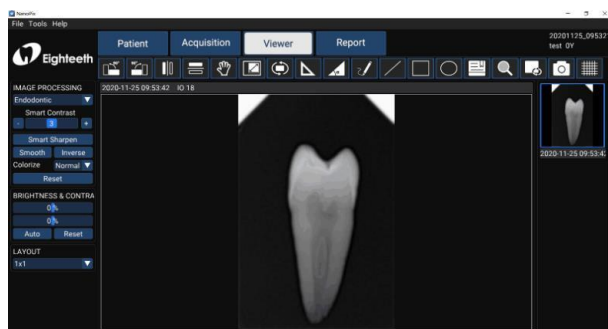 NanoPix
File Tools Help
Eighteeth
Patient Acquisition Viewer Report
20201125_09532
test 0Y
IMAGE PROCESSING
Endodontic
Smart Contrast
- 3 +
Smart Sharpen
Smooth Inverse
Colorize Normal
Reset
BRIGHTNESS & CONTRA
0%
0%
Auto Reset
LAYOUT
1x1
2020-11-25 09:53:42 IO 18
2020-11-25 09:53:42